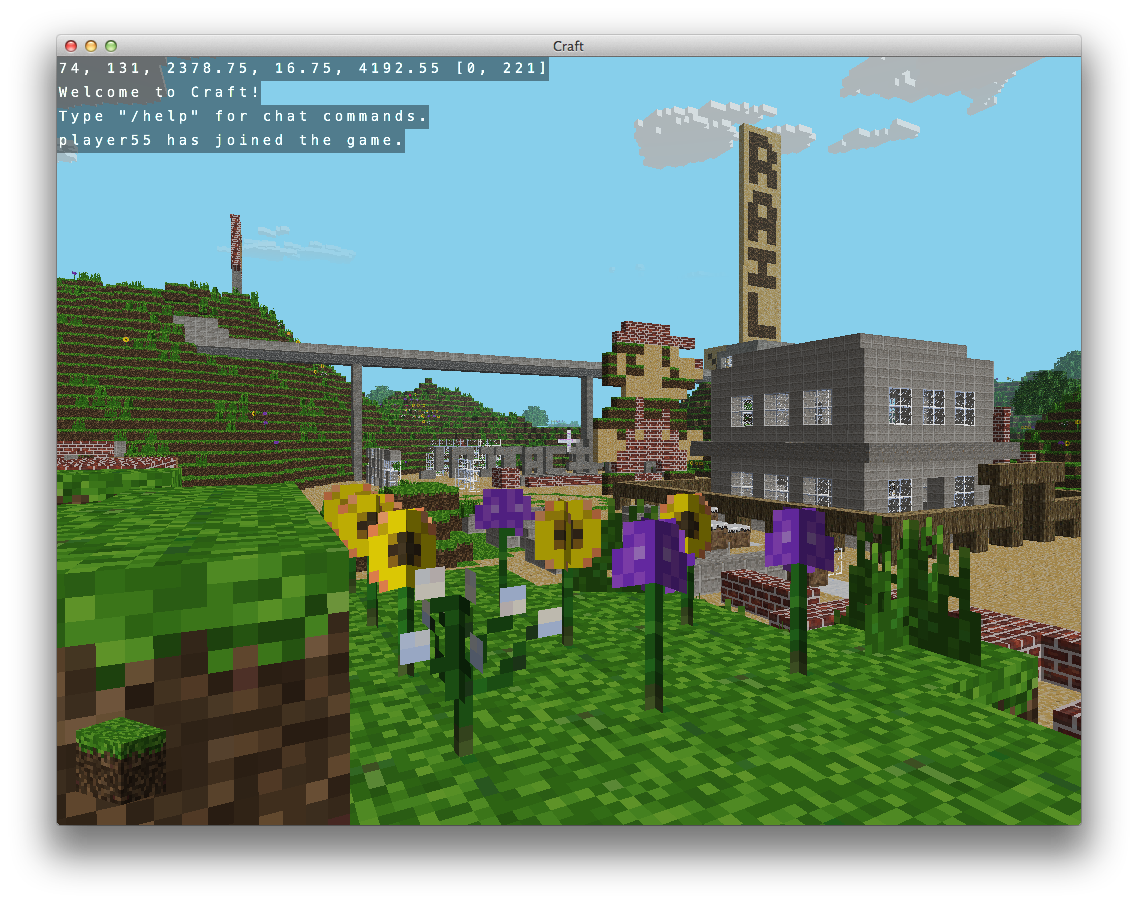 Craft
74, 131, 2378.75, 16.75, 4192.55 [0, 221]
Welcome to Craft!
Type "/help" for chat commands.
player55 has joined the game.
RAIL